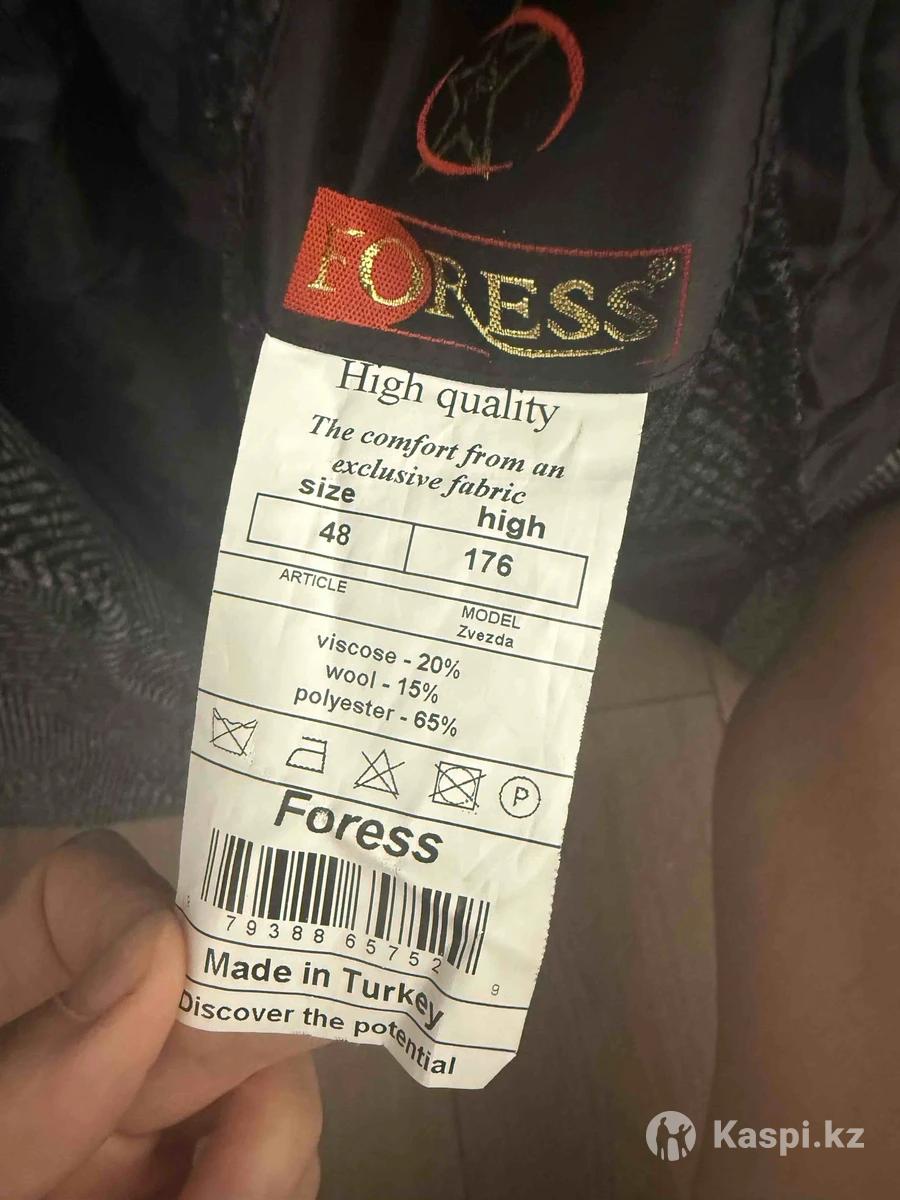 FORESS
High quality
The comfort from an
exclusive fabric
size high
48 176
ARTICLE MODEL
Zvezda
viscose - 20%
wool - 15%
polyester - 65%
P
Foress
79388 65752 9
Made in Turkey
Discover the potential
Kaspi.kz